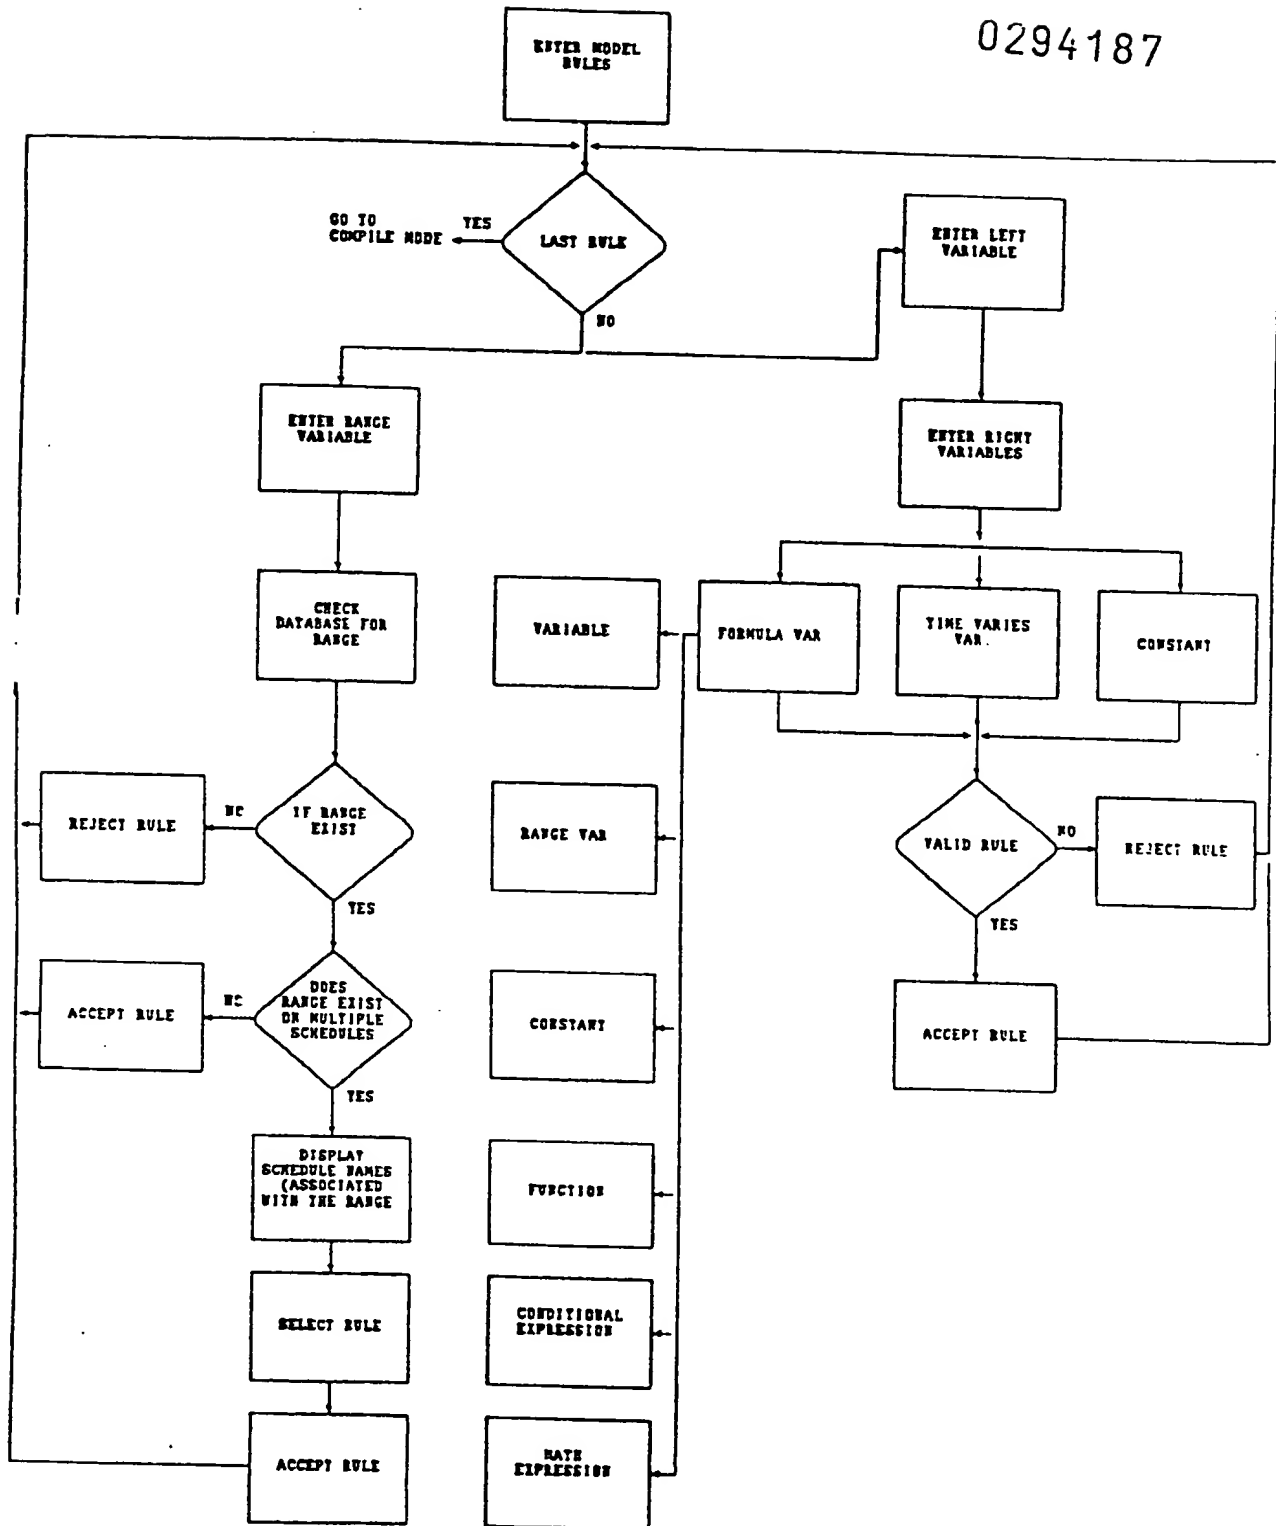 0294187
ENTER MODEL
RULES
GO TO
COMPILE MODE
YES
LAST RULE
NO
ENTER LEFT
VARIABLE
ENTER RANGE
VARIABLE
ENTER RIGHT
VARIABLES
CHECK
DATABASE FOR
RANGE
VARIABLE
FORMULA VAR
TIME VARIES
VAR.
CONSTANT
REJECT RULE
NO
IF RANGE
EXIST
YES
RANGE VAR
VALID RULE
NO
REJECT RULE
YES
ACCEPT RULE
NO
DOES
RANGE EXIST
ON MULTIPLE
SCHEDULES
YES
CONSTANT
ACCEPT RULE
DISPLAY
SCHEDULE NAMES
(ASSOCIATED
WITH THE RANGE
FUNCTION
SELECT RULE
CONDITIONAL
EXPRESSION
ACCEPT RULE
MATH
EXPRESSION